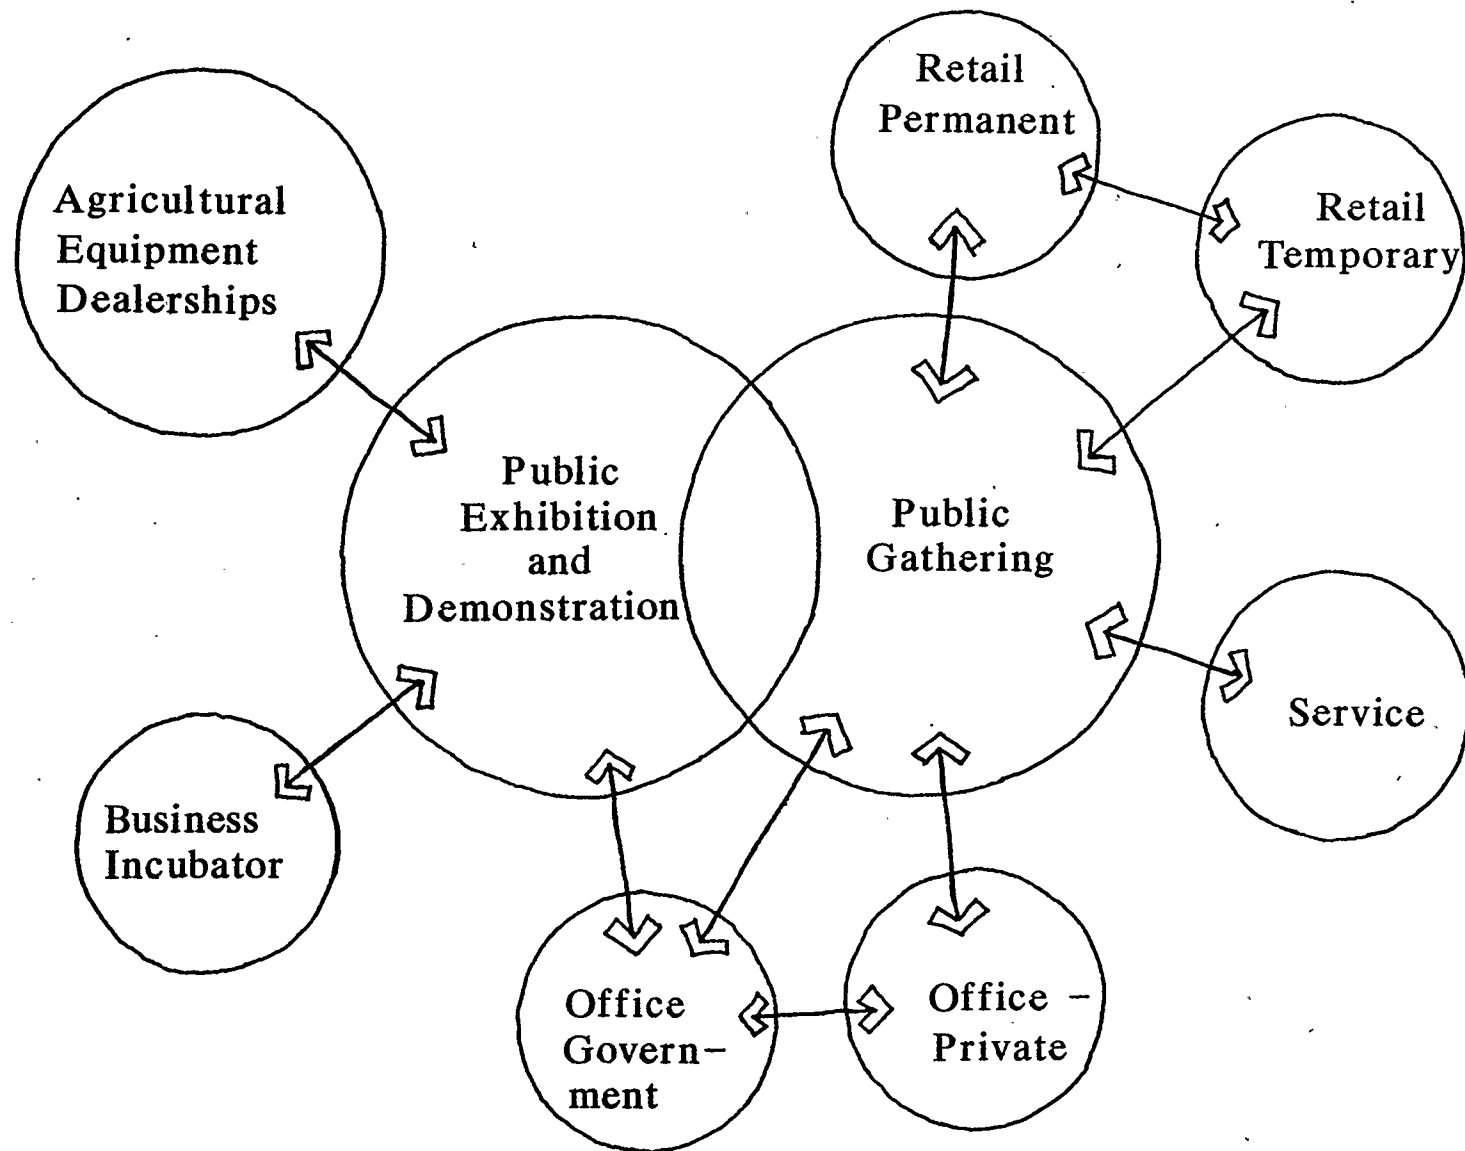 Retail
Permanent
Agricultural
Equipment
Dealerships
Retail
Temporary
Public
Exhibition
and
Demonstration
Public
Gathering
Service
Business
Incubator
Office
Govern-
ment
Office -
Private